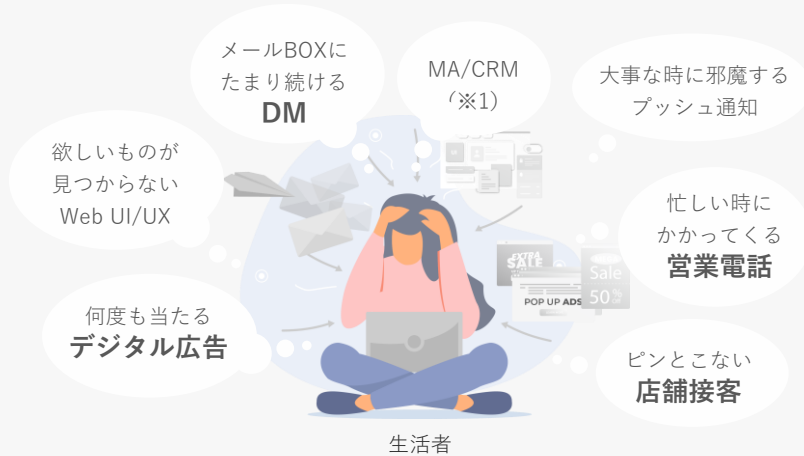 メールBOXに
たまり続ける
DM
MA/CRM
(※1)
大事な時に邪魔する
プッシュ通知
欲しいものが
見つからない
Web UI/UX
忙しい時に
かかってくる
営業電話
EXTRA
SALE
Sale
50%
POP UP ADS
何度も当たる
デジタル広告
ピンとこない
店舗接客
生活者